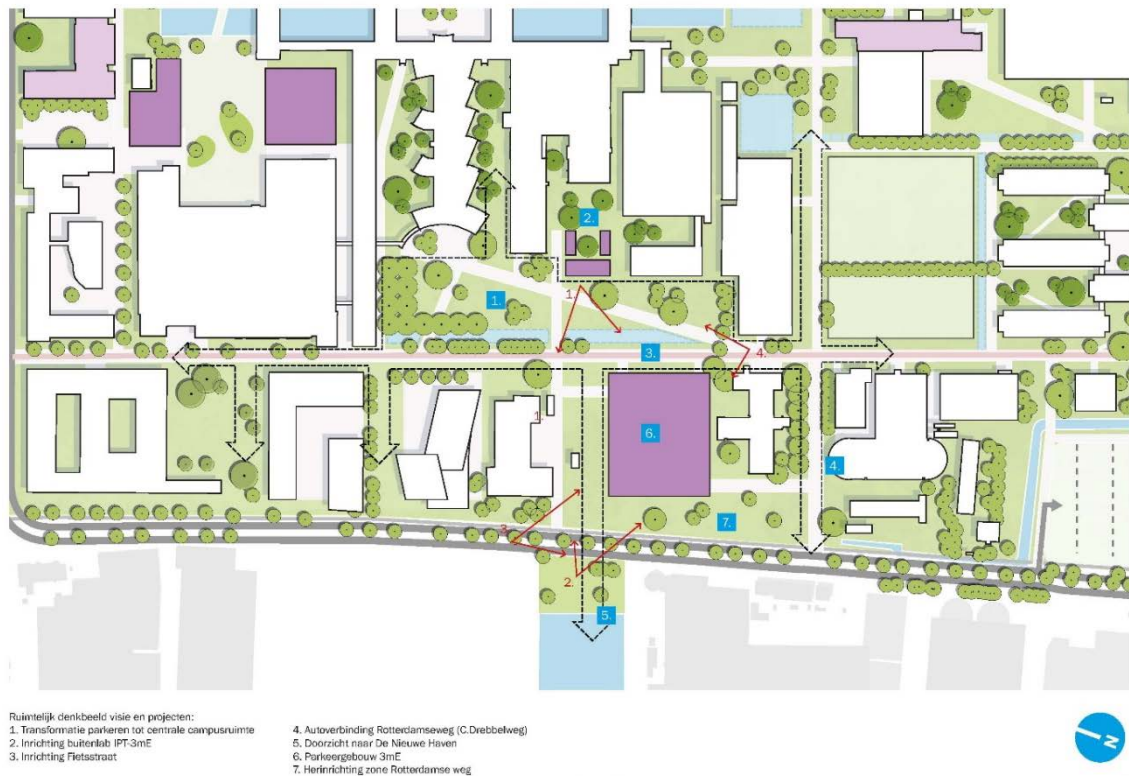 2.
1.
1.
3.
4.
1.
6.
4.
7.
3.
2.
5.
Ruimtelijk denkbeeld visie en projecten:
1. Transformatie parkeren tot centrale campusruimte
2. Inrichting buitenlab IPT-3mE
3. Inrichting Fietsstraat
4. Autoverbinding Rotterdamseweg (C.Drebbelweg)
5. Doorzicht naar De Nieuwe Haven
6. Parkeergebouw 3mE
7. Herinrichting zone Rotterdamse weg
N